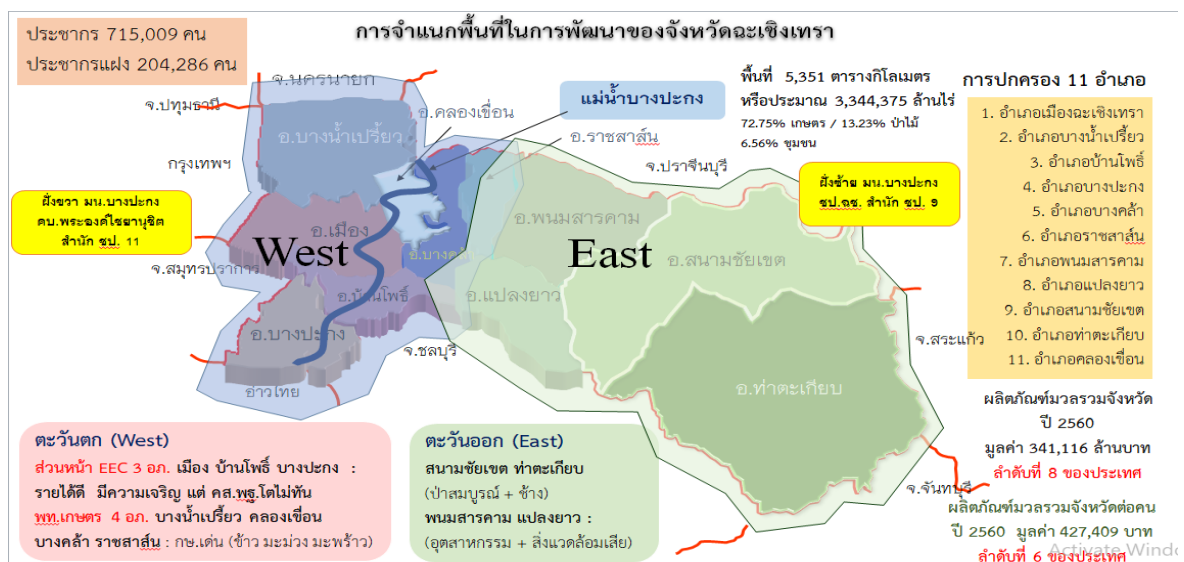 การจำแนกพื้นที่ในการพัฒนาของจังหวัดฉะเชิงเทรา
ประชากร 715,009 คน
ประชากรแฝง 204,286 คน
จ.นครนายก
จ.ปทุมธานี
อ.คลองเขื่อน
แม่น้ำบางปะกง
พื้นที่ 5,351 ตารางกิโลเมตร
หรือประมาณ 3,344,375 ล้านไร่
72.75% เกษตร / 13.23% ป่าไม้
6.56% ชุมชน
การปกครอง 11 อำเภอ
1. อำเภอเมืองฉะเชิงเทรา
2. อำเภอบางน้ำเปรี้ยว
3. อำเภอบ้านโพธิ์
4. อำเภอบางปะกง
5. อำเภอบางคล้า
6. อำเภอราชสาส์น
7. อำเภอพนมสารคาม
8. อำเภอแปลงยาว
9. อำเภอสนามชัยเขต
10. อำเภอท่าตะเกียบ
11. อำเภอคลองเขื่อน
อ.บางน้ำเปรี้ยว
อ.ราชสาส์น
กรุงเทพฯ
จ.ปราจีนบุรี
ฝั่งขวา มน.บางปะกง
คบ.พระองค์ไชยานุชิต
สำนัก ชป. 11
ฝั่งซ้าย มน.บางปะกง
ชป.ฉช. สำนัก ชป. 9
อ.พนมสารคาม
อ.เมือง
West
East
อ.บางคล้า
อ.สนามชัยเขต
จ.สมุทรปราการ
อ.บ้านโพธิ์
อ.แปลงยาว
อ.บางปะกง
จ.ชลบุรี
จ.สระแก้ว
อ.ท่าตะเกียบ
อ่าวไทย
จ.จันทบุรี
ผลิตภัณฑ์มวลรวมจังหวัด
ปี 2560
มูลค่า 341,116 ล้านบาท
ลำดับที่ 8 ของประเทศ
ผลิตภัณฑ์มวลรวมจังหวัดต่อคน
ปี 2560 มูลค่า 427,409 บาท
ลำดับที่ 6 ของประเทศ
ตะวันตก (West)
ส่วนหน้า EEC 3 อภ. เมือง บ้านโพธิ์ บางปะกง :
รายได้ดี มีความเจริญ แต่ คส.พฐ.โตไม่ทัน
พท.เกษตร 4 อภ. บางน้ำเปรี้ยว คลองเขื่อน
บางคล้า ราชสาส์น : กษ.เด่น (ข้าว มะม่วง มะพร้าว)
ตะวันออก (East)
สนามชัยเขต ท่าตะเกียบ
(ป่าสมบูรณ์ + ช้าง)
พนมสารคาม แปลงยาว :
(อุตสาหกรรม + สิ่งแวดล้อมเสีย)
Activate Windo